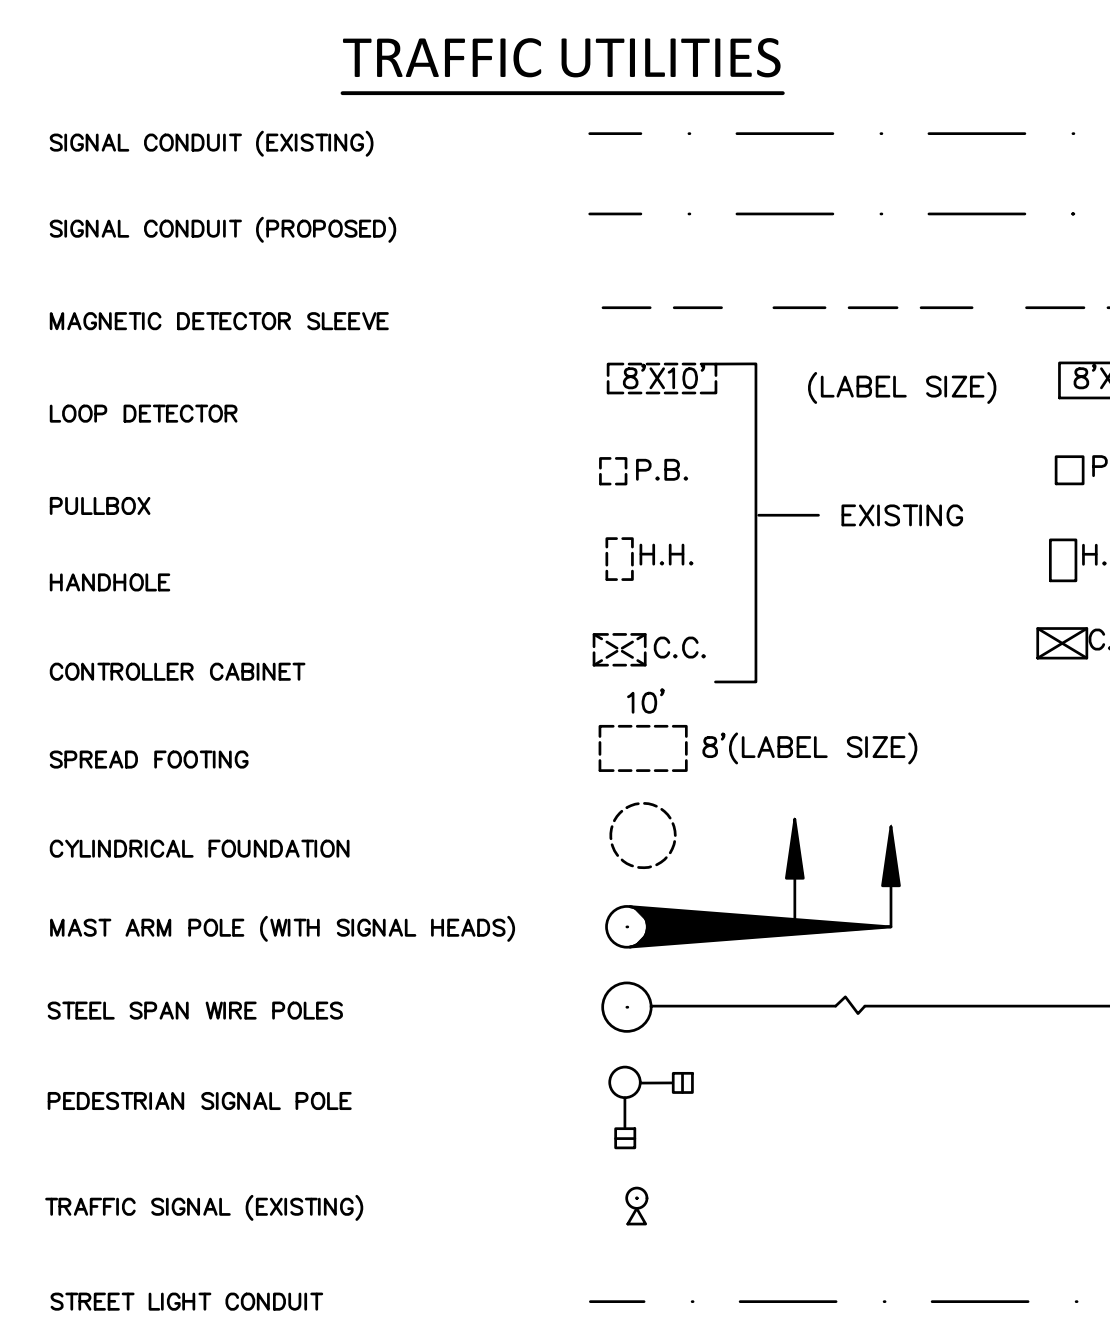 TRAFFIC UTILITIES
SIGNAL CONDUIT (EXISTING)
SIGNAL CONDUIT (PROPOSED)
MAGNETIC DETECTOR SLEEVE
LOOP DETECTOR 8'X10' (LABEL SIZE) 8'X
PULLBOX P.B. P
EXISTING
HANDHOLE H.H. H.
CONTROLLER CABINET C.C. C.
10'
SPREAD FOOTING 8'(LABEL SIZE)
CYLINDRICAL FOUNDATION
MAST ARM POLE (WITH SIGNAL HEADS)
STEEL SPAN WIRE POLES
PEDESTRIAN SIGNAL POLE
TRAFFIC SIGNAL (EXISTING)
STREET LIGHT CONDUIT